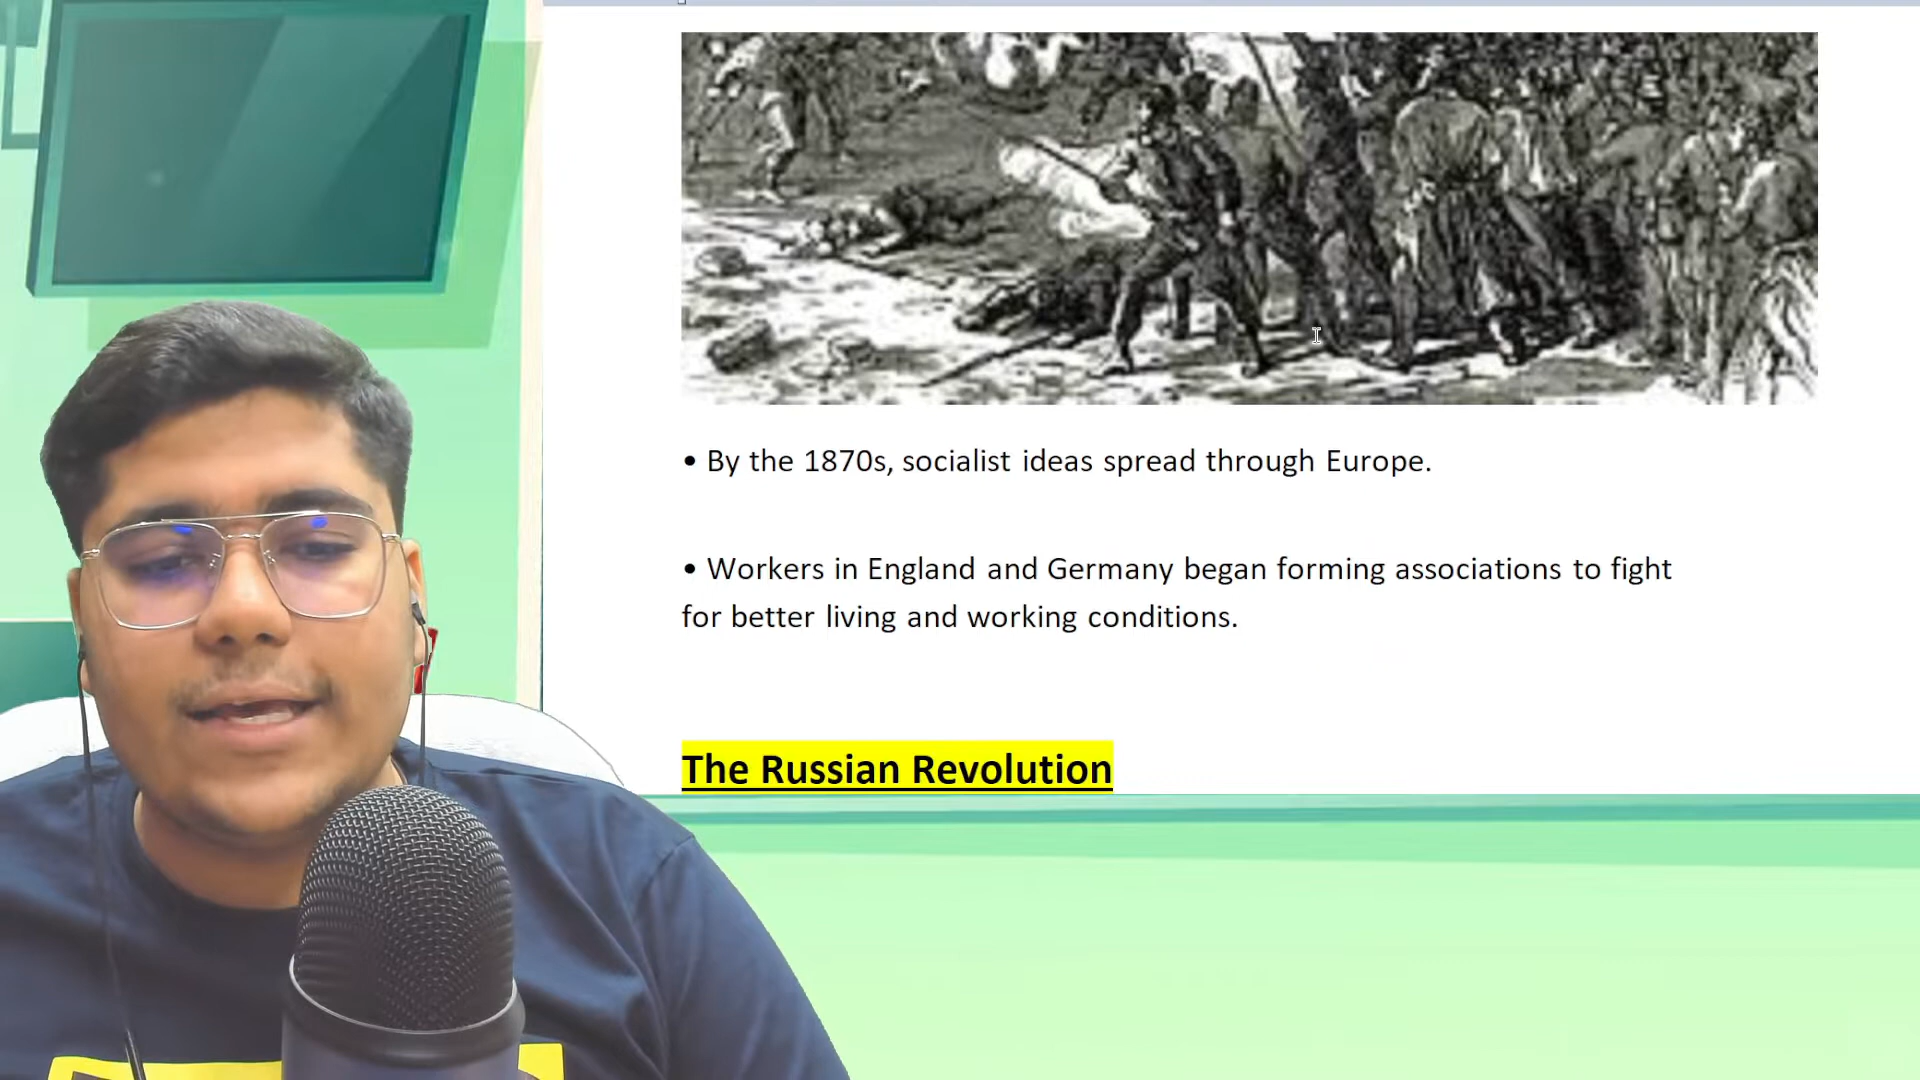 • By the 1870s, socialist ideas spread through Europe.
• Workers in England and Germany began forming associations to fight
for better living and working conditions.
The Russian Revolution